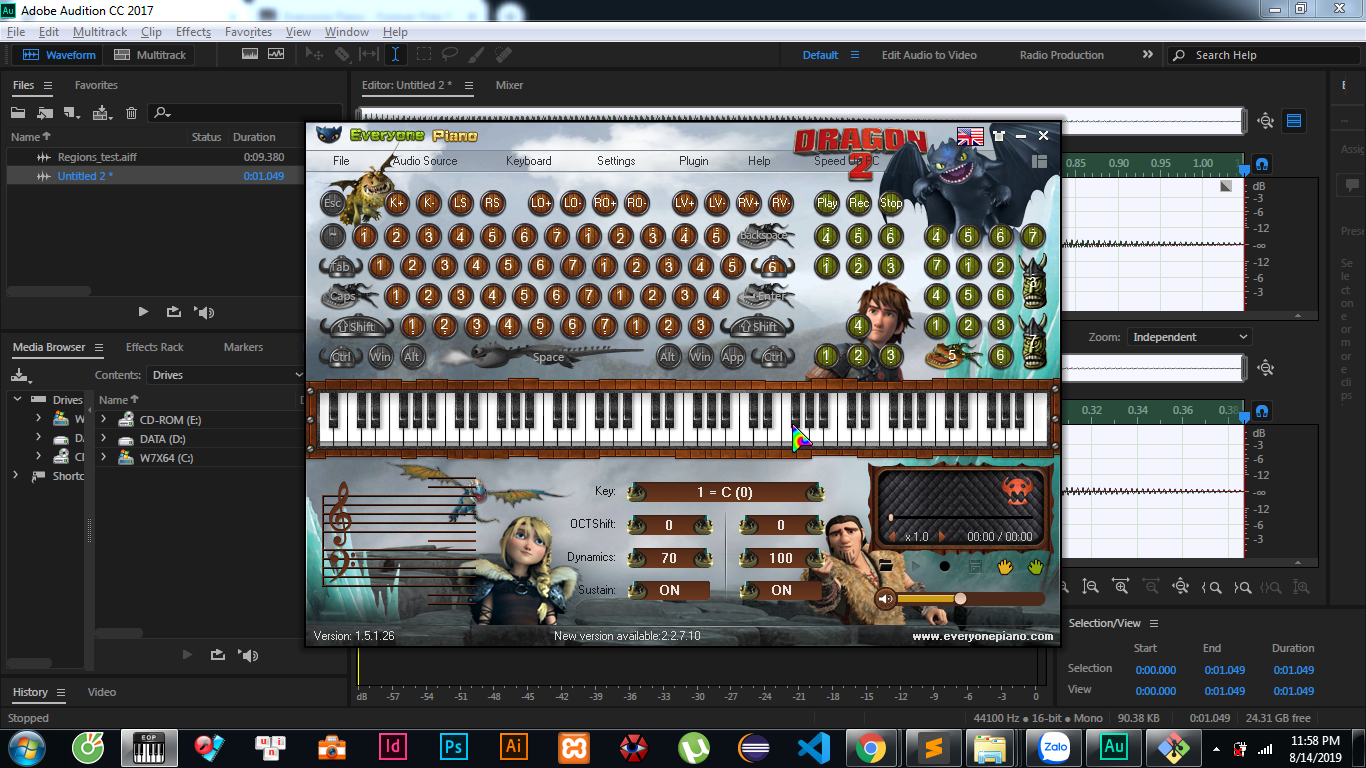 Adobe Audition CC 2017
File Edit Multitrack Clip Effects Favorites View Window Help
Waveform Multitrack Default Edit Audio to Video Radio Production Search Help
Files Favorites Editor: Untitled 2 * Mixer
Name Status Duration
Regions_test.aiff 0:09.380
Untitled 2 * 0:01.049
Everyone Piano DRAGON 2
File Audio Source Keyboard Settings Plugin Help Speed Up PC
0.85 0.90 0.95 1.00
dB
-3
-6
-12
-∞
-12
-6
-3
Esc K+ K- LS RS LO+ LO- RO+ RO- LV+ LV- RV+ RV- Play Rec Stop
~ 1 2 3 4 5 6 7 1 2 3 4 5 Backspace 4 5 6 4 5 6 7
Tab 1 2 3 4 5 6 7 1 2 3 4 5 6 1 2 3 7 1 2 3
Caps 1 2 3 4 5 6 7 1 2 3 4 Enter 4 5 6
Shift 1 2 3 4 5 6 7 1 2 3 Shift 4 1 2 3 7
Ctrl Win Alt Space Alt Win App Ctrl 1 2 3 5 6
Zoom: Independent
Media Browser Effects Rack Markers
Contents: Drives
Drives Name
CD-ROM (E:)
DATA (D:)
W7X64 (C:)
0.32 0.34 0.36 0.38
dB
-3
-6
-12
-∞
-12
-6
-3
Key: 1 = C (0)
OCTShift: 0 0
Dynamics: 70 100
Sustain: ON ON
x 1.0 00:00 / 00:00
Version: 1.5.1.26 New version available:2.2.7.10 www.everyonepiano.com
Selection/View
Start End Duration
Selection 0:00.000 0:01.049 0:01.049
View 0:00.000 0:01.049 0:01.049
History Video
dB -57 -54 -51 -48 -45 -42 -39 -36 -33 -30 -27 -24 -21 -18 -15 -12 -9 -6 -3 0
Stopped 44100 Hz ● 16-bit ● Mono 90.38 KB 0:01.049 24.31 GB free
EOP
u i n
Id Ps Ai Zalo Au
11:58 PM
8/14/2019